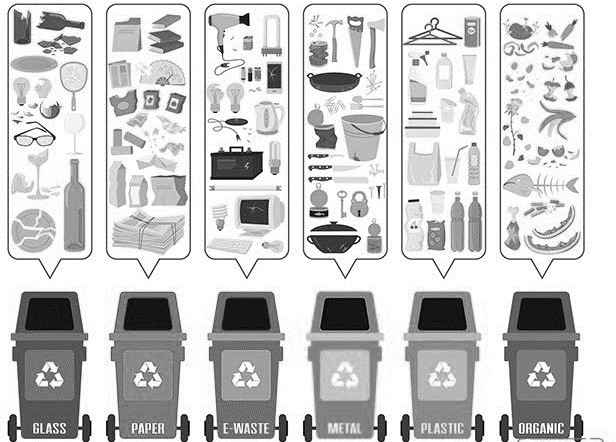 GLASS
PAPER
E-WASTE
METAL
PLASTIC
ORGANIC